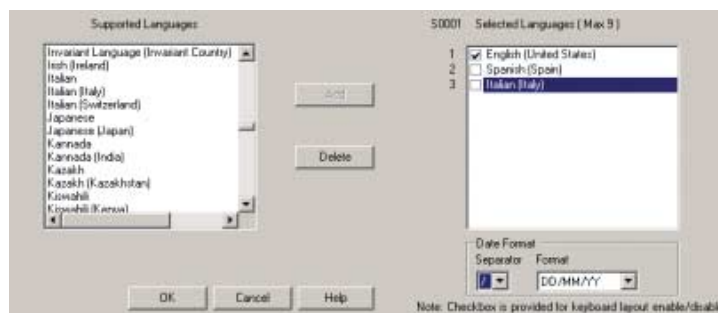 Supported Languages
Invariant Language (Invariant Country)
Irish (Ireland)
Italian
Italian (Italy)
Italian (Switzerland)
Japanese
Japanese (Japan)
Kannada
Kannada (India)
Kazakh
Kazakh (Kazakhstan)
Kiswahili
Kiswahili (Kenya)
Add
Delete
OK
Cancel
Help
S0001 Selected Languages ( Max 9 )
1 English (United States)
2 Spanish (Spain)
3 Italian (Italy)
Date Format
Separator Format
/ DD/MM/YY
Note: Checkbox is provided for keyboard layout enable/disabl